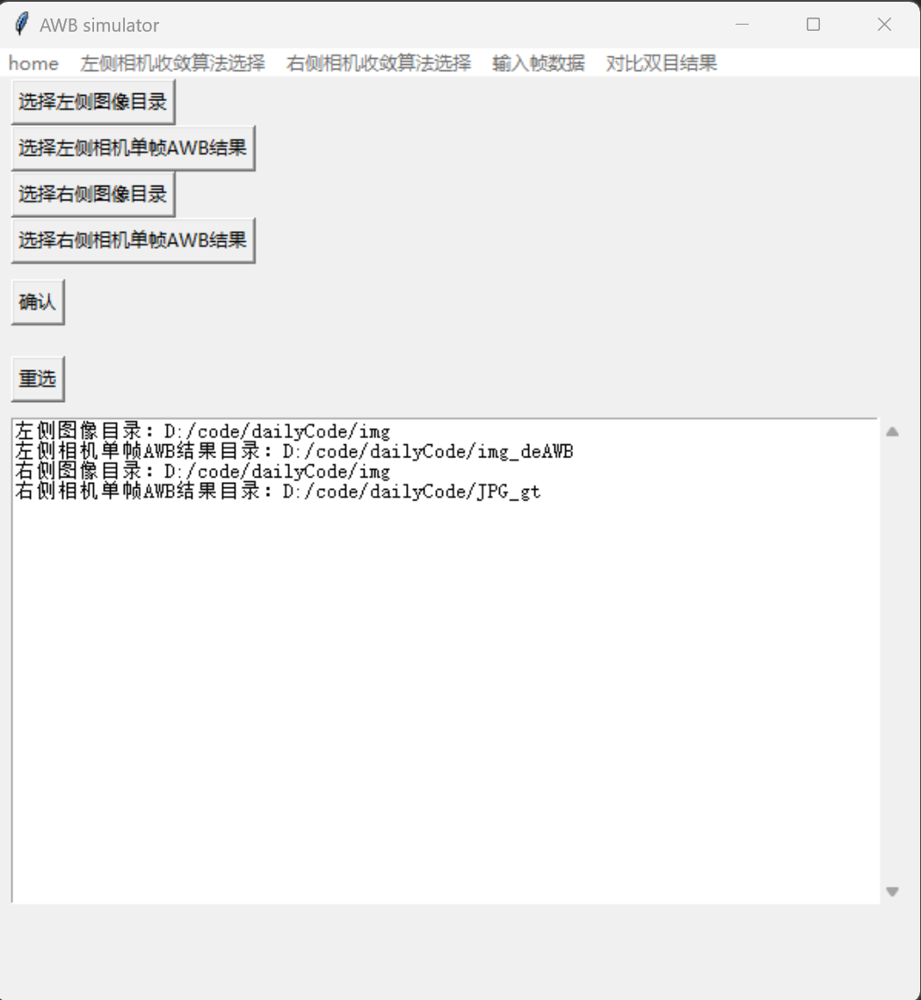 AWB simulator
home 左侧相机收敛算法选择 右侧相机收敛算法选择 输入帧数据 对比双目结果
选择左侧图像目录
选择左侧相机单帧AWB结果
选择右侧图像目录
选择右侧相机单帧AWB结果
确认
重选
左侧图像目录：D:/code/dailyCode/img
左侧相机单帧AWB结果目录：D:/code/dailyCode/img_deAWB
右侧图像目录：D:/code/dailyCode/img
右侧相机单帧AWB结果目录：D:/code/dailyCode/JPG_gt